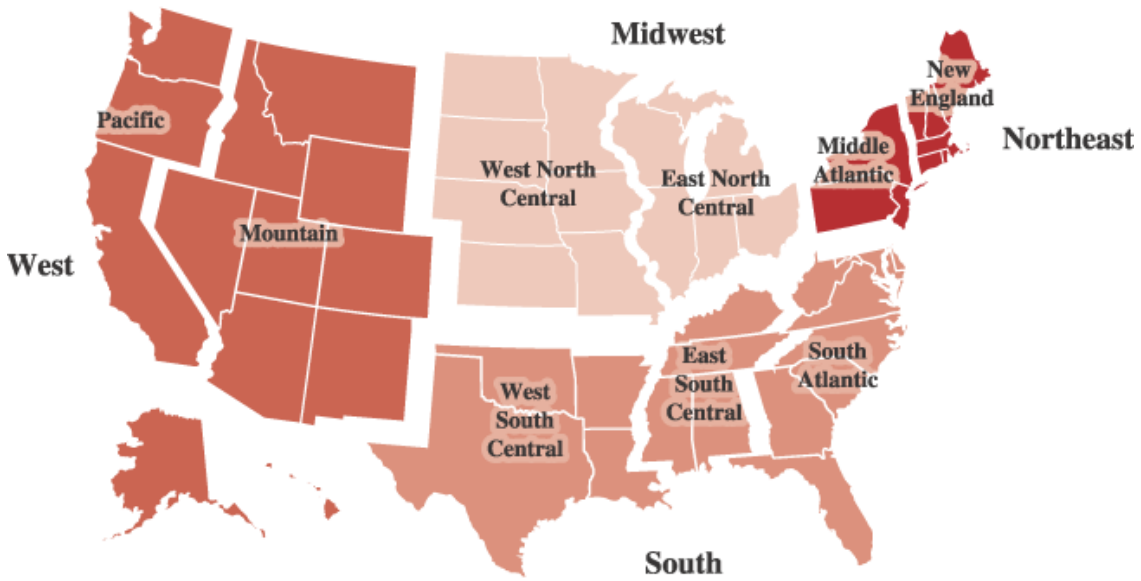 Midwest
New
England
Northeast
Pacific
Middle
Atlantic
West North
Central
East North
Central
Mountain
West
East
South
Central
South
Atlantic
West
South
Central
South